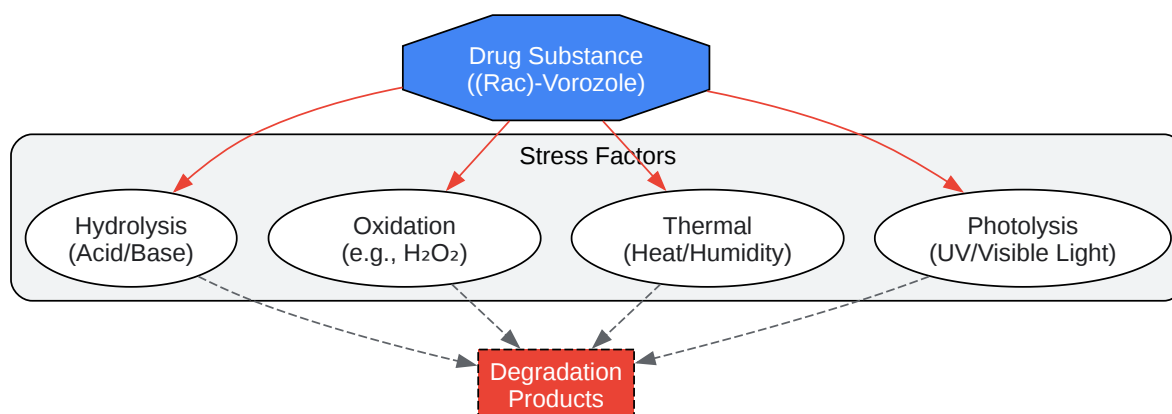 Drug Substance
((Rac)-Vorozole)
Stress Factors
Hydrolysis
(Acid/Base)
Oxidation
(e.g., H₂O₂)
Thermal
(Heat/Humidity)
Photolysis
(UV/Visible Light)
Degradation
Products